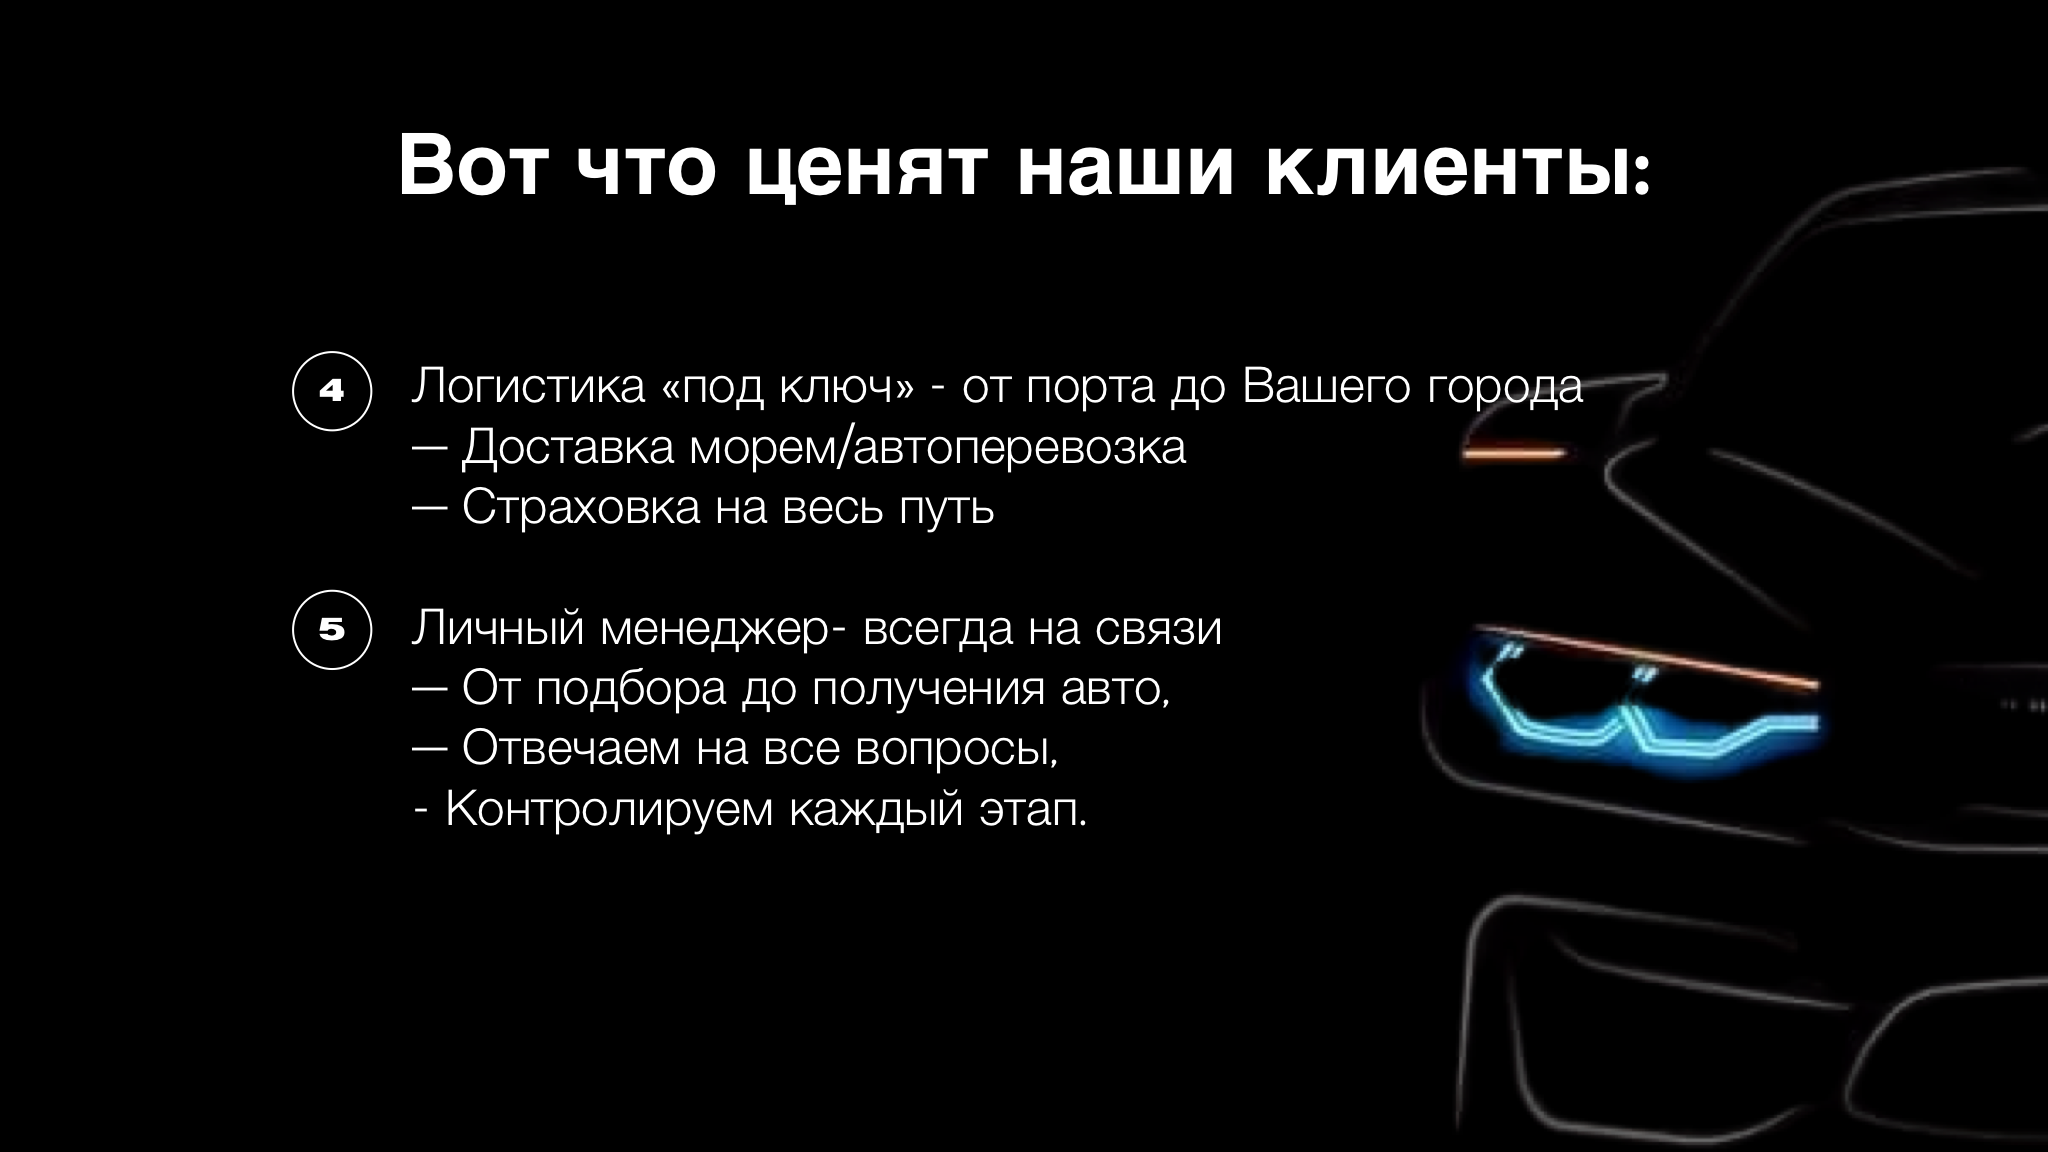 Вот что ценят наши клиенты:
4 Логистика «под ключ» - от порта до Вашего города
— Доставка морем/автоперевозка
— Страховка на весь путь
5 Личный менеджер- всегда на связи
— От подбора до получения авто,
— Отвечаем на все вопросы,
- Контролируем каждый этап.